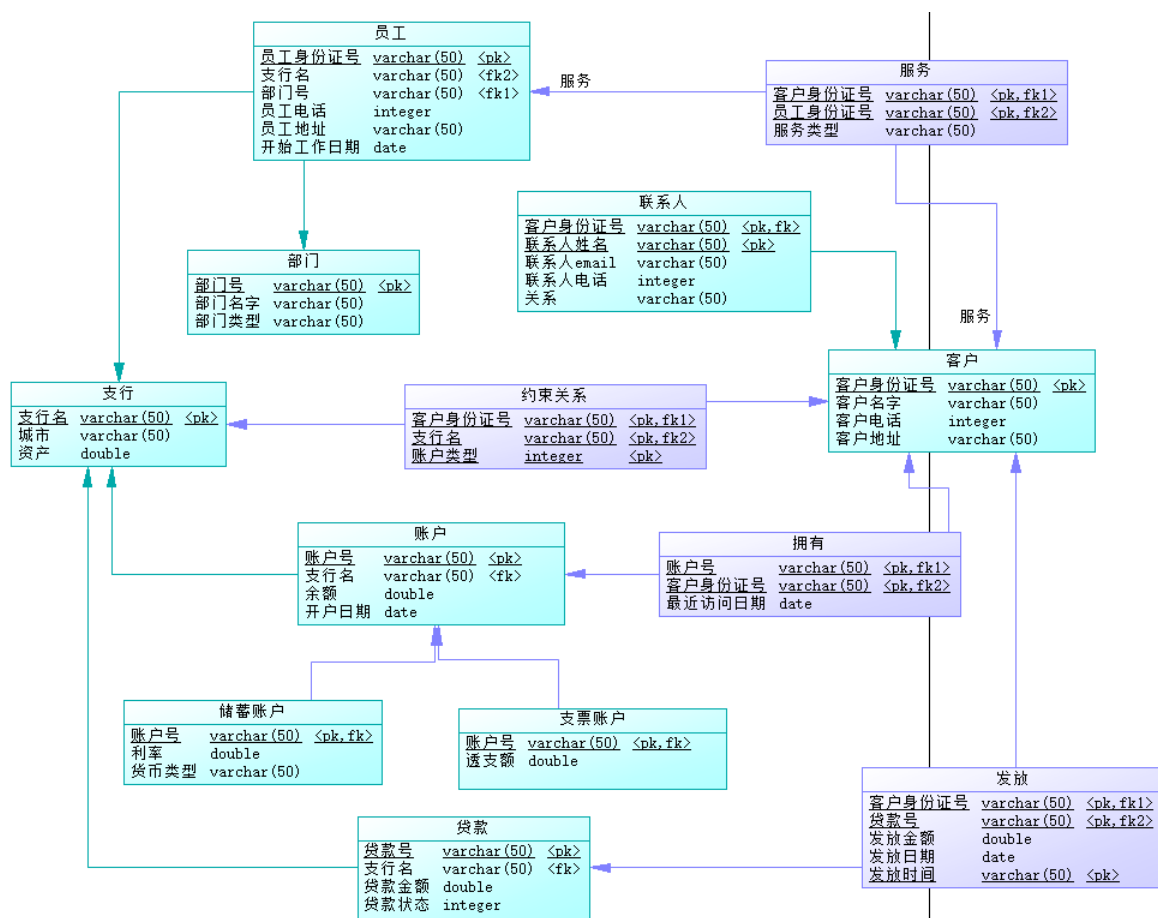 员工
员工身份证号 varchar(50) <pk>
支行名 varchar(50) <fk2>
部门号 varchar(50) <fk1>
员工电话 integer
员工地址 varchar(50)
开始工作日期 date
服务
服务
客户身份证号 varchar(50) <pk,fk1>
员工身份证号 varchar(50) <pk,fk2>
服务类型 varchar(50)
联系人
客户身份证号 varchar(50) <pk,fk>
联系人姓名 varchar(50) <pk>
联系人email varchar(50)
联系人电话 integer
关系 varchar(50)
部门
部门号 varchar(50) <pk>
部门名字 varchar(50)
部门类型 varchar(50)
服务
客户
客户身份证号 varchar(50) <pk>
客户名字 varchar(50)
客户电话 integer
客户地址 varchar(50)
支行
支行名 varchar(50) <pk>
城市 varchar(50)
资产 double
约束关系
客户身份证号 varchar(50) <pk,fk1>
支行名 varchar(50) <pk,fk2>
账户类型 integer <pk>
账户
账户号 varchar(50) <pk>
支行名 varchar(50) <fk>
余额 double
开户日期 date
拥有
账户号 varchar(50) <pk,fk1>
客户身份证号 varchar(50) <pk,fk2>
最近访问日期 date
储蓄账户
账户号 varchar(50) <pk,fk>
利率 double
货币类型 varchar(50)
支票账户
账户号 varchar(50) <pk,fk>
透支额 double
发放
客户身份证号 varchar(50) <pk,fk1>
贷款号 varchar(50) <pk,fk2>
发放金额 double
发放日期 date
发放时间 varchar(50) <pk>
贷款
贷款号 varchar(50) <pk>
支行名 varchar(50) <fk>
贷款金额 double
贷款状态 integer